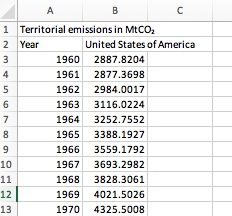 A B C
1 Territorial emissions in MtCO₂
2 Year United States of America
3 1960 2887.8204
4 1961 2877.3698
5 1962 2984.0017
6 1963 3116.0224
7 1964 3252.7552
8 1965 3388.1927
9 1966 3559.1792
10 1967 3693.2982
11 1968 3828.3061
12 1969 4021.5026
13 1970 4325.5008